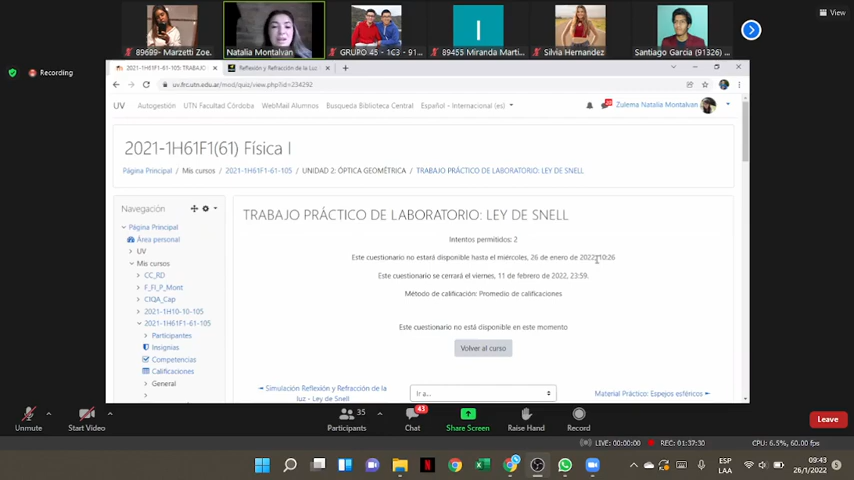 View
89699- Marzetti Zoe.
Natalia Montalvan
GRUPO 45 - 1C3 - 91...
I
89455 Miranda Marti...
Silvia Hernandez
Santiago Garcia (91326)
Recording
2021-1H61F1-61-105: TRABAJO
Reflexión y Refracción de la Luz
uv.frc.utn.edu.ar/mod/quiz/view.php?id=234292
UV Autogestión UTN Facultad Córdoba WebMail Alumnos Busqueda Biblioteca Central Español - Internacional (es) Zulema Natalia Montalvan
2021-1H61F1(61) Física I
Página Principal / Mis cursos / 2021-1H61F1-61-105 / UNIDAD 2: ÓPTICA GEOMÉTRICA / TRABAJO PRÁCTICO DE LABORATORIO: LEY DE SNELL
Navegación
Página Principal
Área personal
UV
Mis cursos
CC_RD
F_FI_P_Mont
CIQA_Cap
2021-1H10-10-105
2021-1H61F1-61-105
Participantes
Insignias
Competencias
Calificaciones
General
TRABAJO PRÁCTICO DE LABORATORIO: LEY DE SNELL
Intentos permitidos: 2
Este cuestionario no estará disponible hasta el miércoles, 26 de enero de 2022, 10:26
Este cuestionario se cerrará el viernes, 11 de febrero de 2022, 23:59.
Método de calificación: Promedio de calificaciones
Este cuestionario no está disponible en este momento
Volver al curso
Simulación Reflexión y Refracción de la luz - Ley de Snell
Ir a...
Material Práctico: Espejos esféricos
Unmute
Start Video
35
Participants
43
Chat
Share Screen
Raise Hand
Record
Leave
LIVE: 00:00:00 REC: 01:37:30 CPU: 6.5%, 60.00 fps
ESP
LAA
09:43
26/1/2022